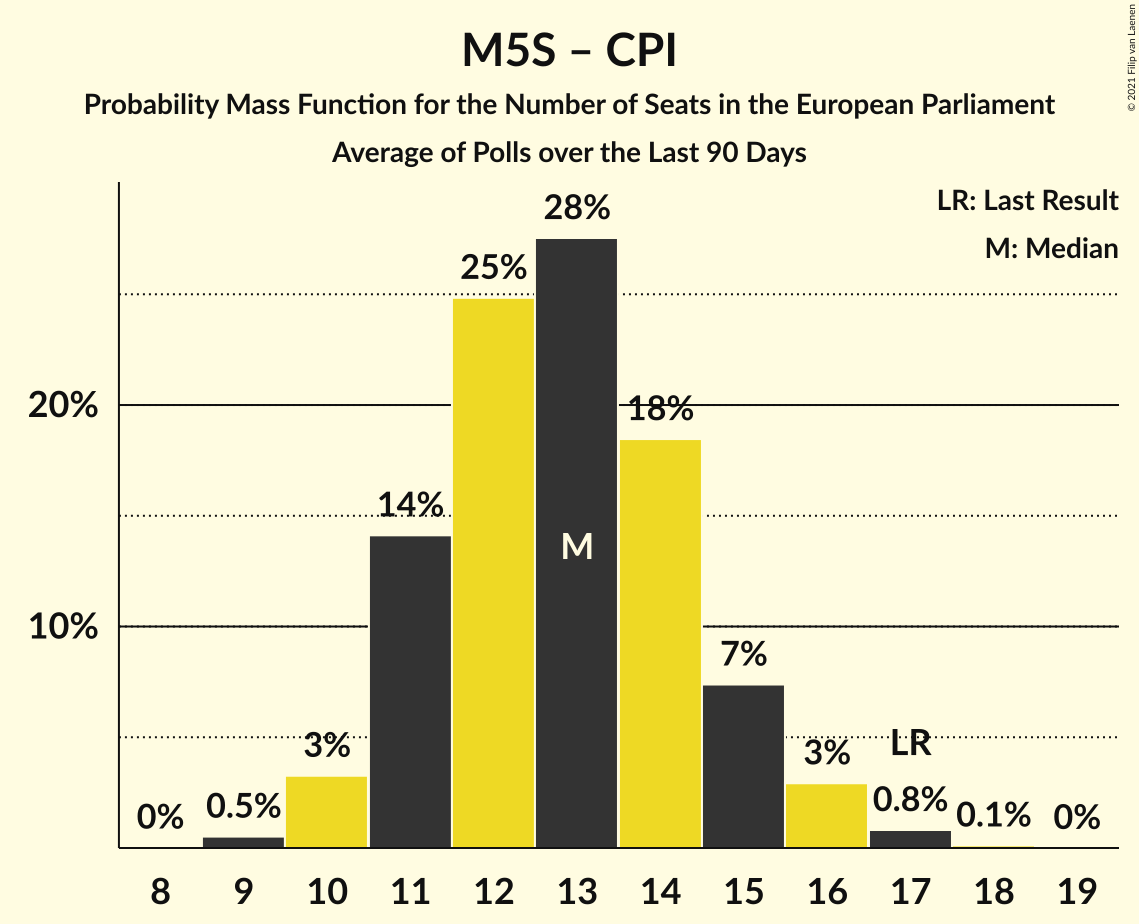 M5S – CPI
Probability Mass Function for the Number of Seats in the European Parliament
Average of Polls over the Last 90 Days
© 2021 Filip van Laenen
LR: Last Result
M: Median
20%
10%
0%
0.5%
3%
14%
25%
28%
M
18%
7%
3%
LR
0.8%
0.1%
0%
8 9 10 11 12 13 14 15 16 17 18 19